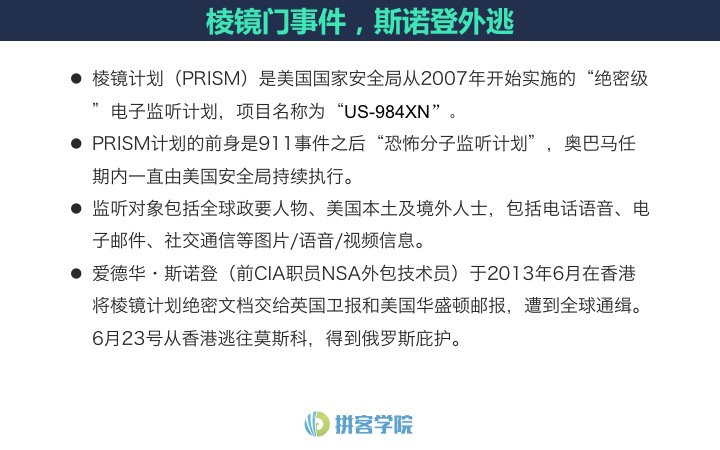 棱镜门事件，斯诺登外逃
● 棱镜计划（PRISM）是美国国家安全局从2007年开始实施的“绝密级
”电子监听计划，项目名称为“US-984XN”。
● PRISM计划的前身是911事件之后“恐怖分子监听计划”，奥巴马任
期内一直由美国安全局持续执行。
● 监听对象包括全球政要人物、美国本土及境外人士，包括电话语音、电
子邮件、社交通信等图片/语音/视频信息。
● 爱德华·斯诺登（前CIA职员NSA外包技术员）于2013年6月在香港
将棱镜计划绝密文档交给英国卫报和美国华盛顿邮报，遭到全球通缉。
6月23号从香港逃往莫斯科，得到俄罗斯庇护。
拼客学院